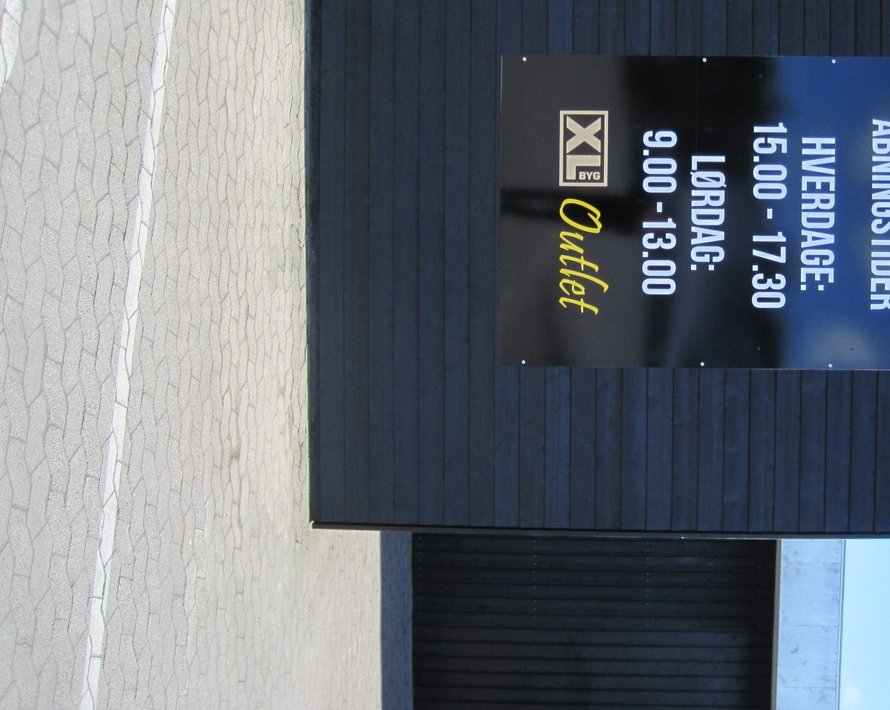 ÅBNINGSTIDER
HVERDAGE:
15.00 - 17.30
LØRDAG:
9.00 - 13.00
XL BYG Outlet